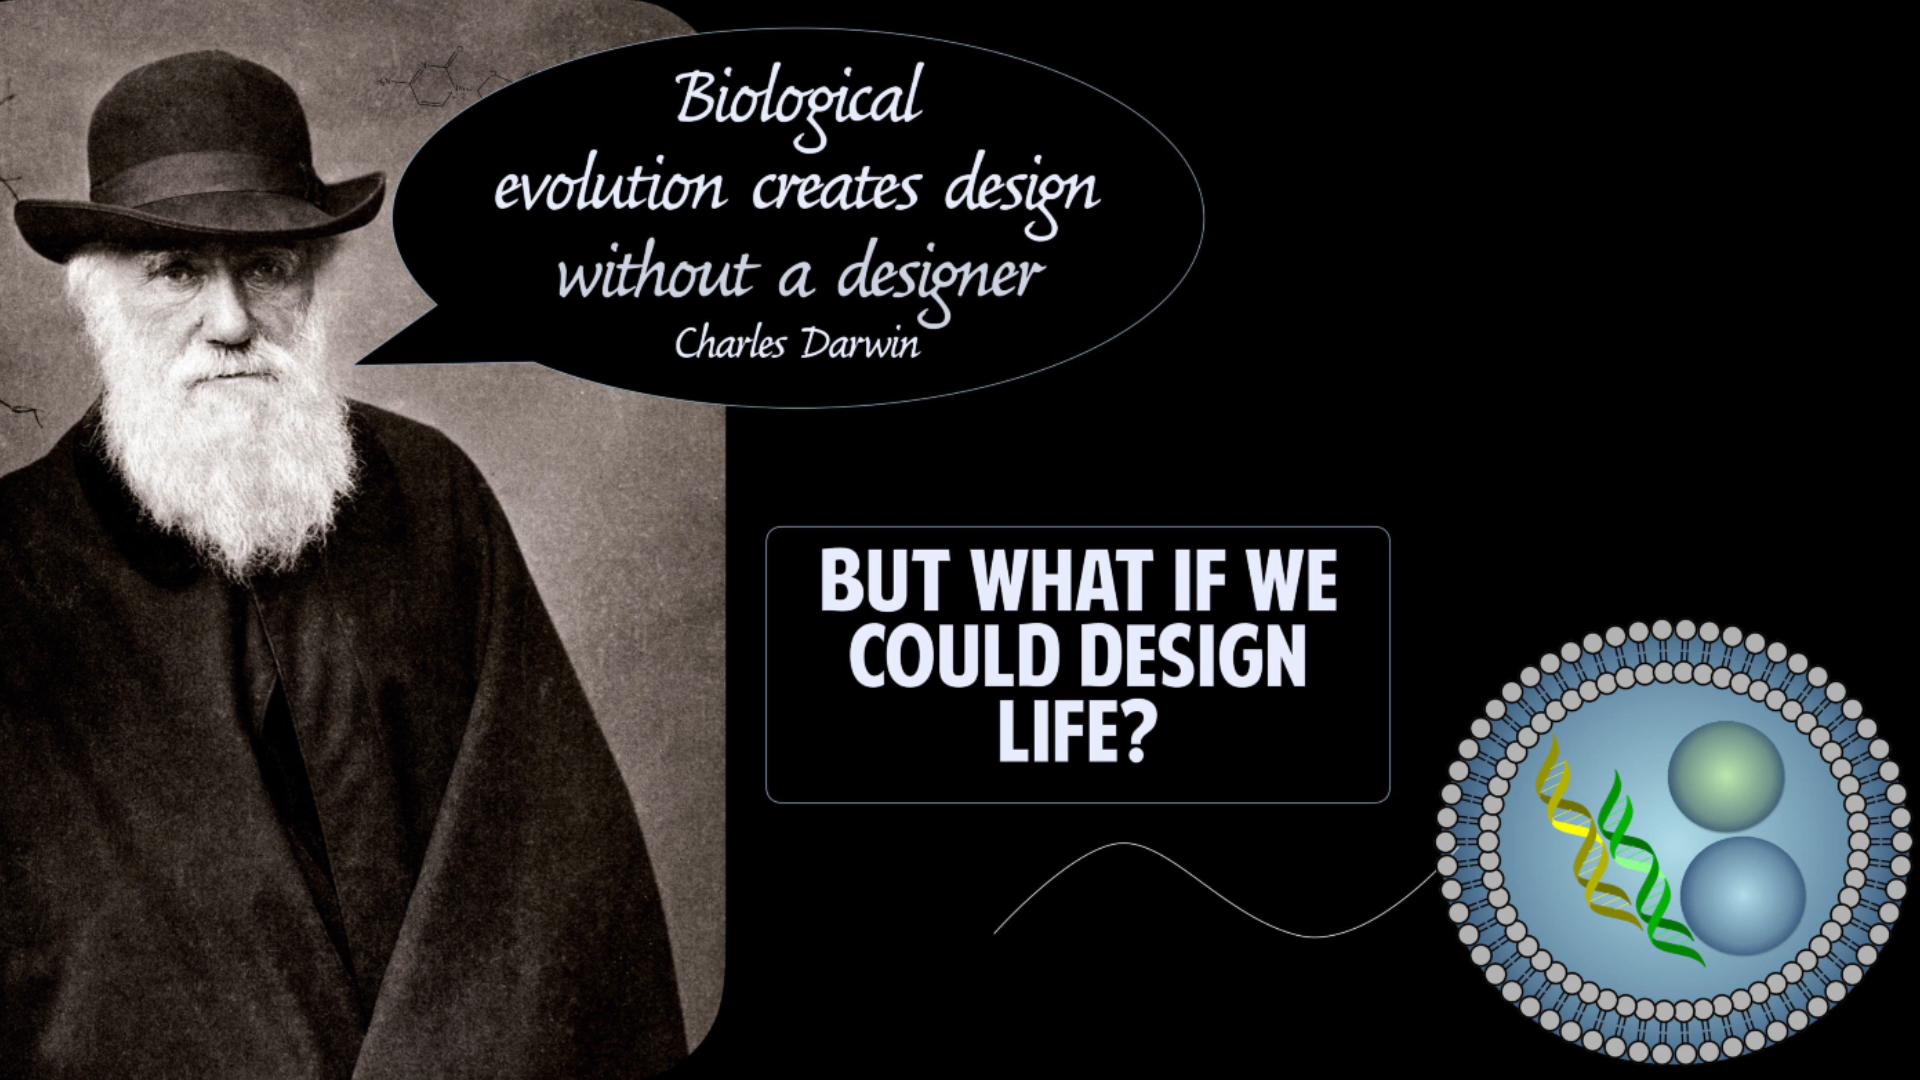 Biological
evolution creates design
without a designer
Charles Darwin
BUT WHAT IF WE
COULD DESIGN
LIFE?